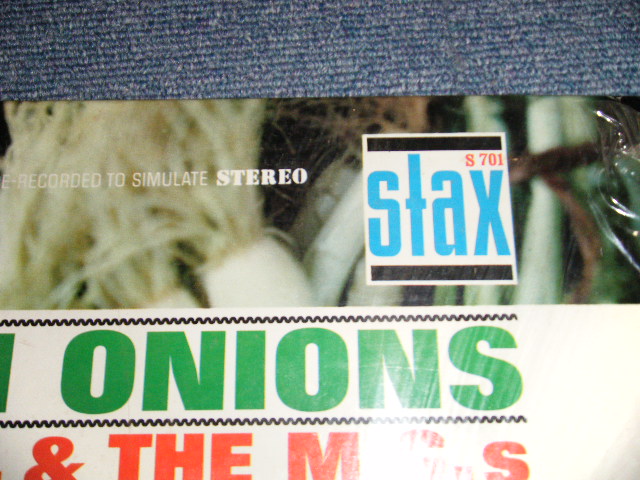 E-RECORDED TO SIMULATE STEREO
S 701
stax
ONIONS
& THE M.G.s